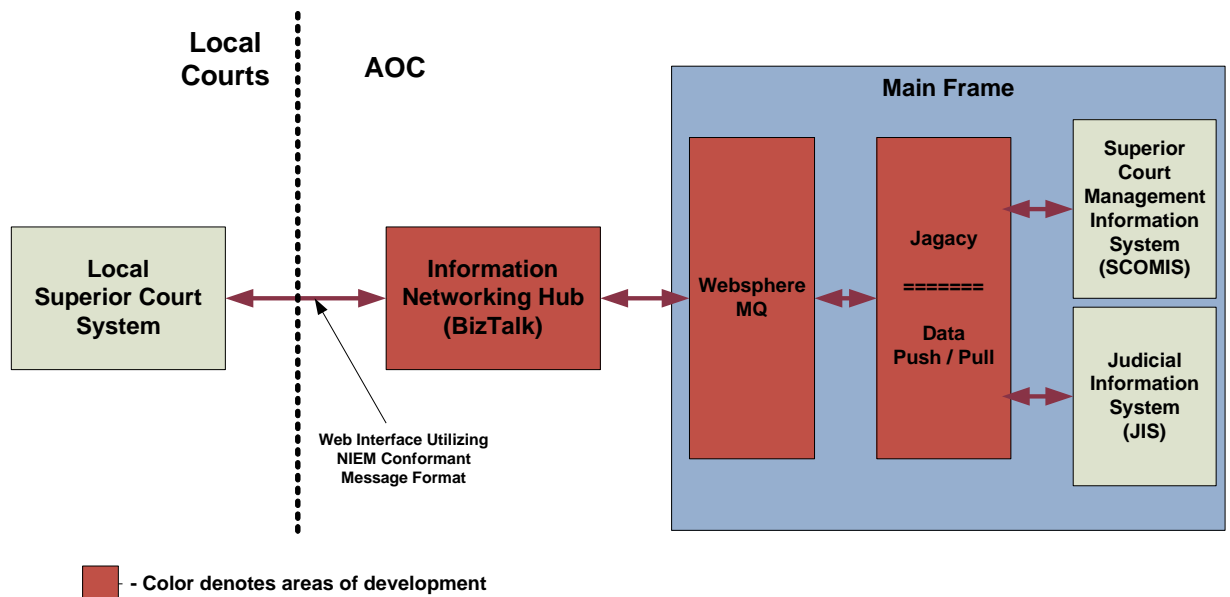 Local
Courts
AOC
Main Frame
Local
Superior Court
System
Information
Networking Hub
(BizTalk)
Websphere
MQ
Jagacy
=======
Data
Push / Pull
Superior
Court
Management
Information
System
(SCOMIS)
Judicial
Information
System
(JIS)
Web Interface Utilizing
NIEM Conformant
Message Format
- Color denotes areas of development